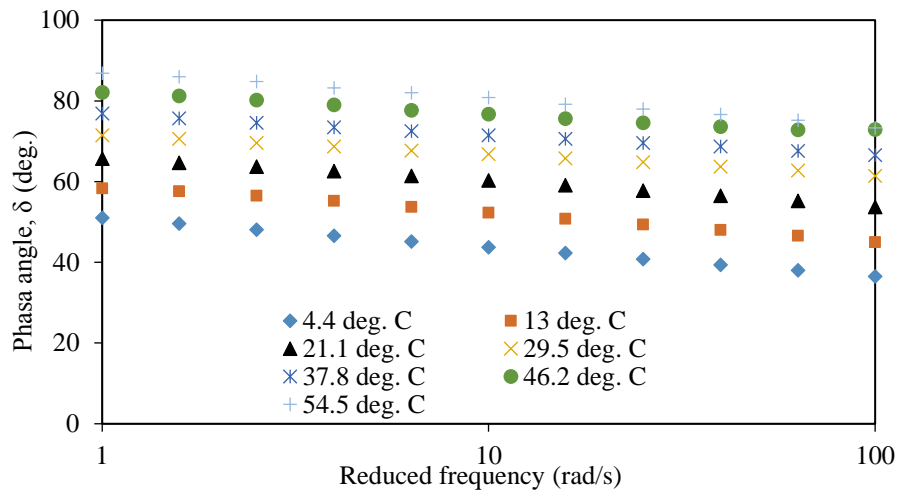 100
80
60
40
20
0
Phasa angle, δ (deg.)
4.4 deg. C
13 deg. C
21.1 deg. C
29.5 deg. C
37.8 deg. C
46.2 deg. C
54.5 deg. C
1
10
100
Reduced frequency (rad/s)